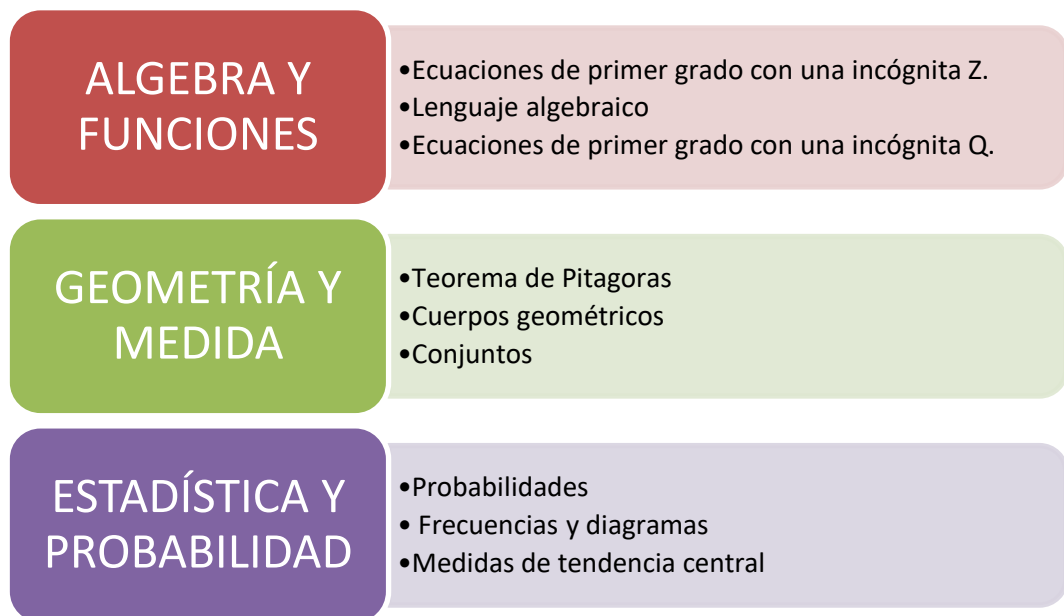 ALGEBRA Y
FUNCIONES
•Ecuaciones de primer grado con una incógnita Z.
•Lenguaje algebraico
•Ecuaciones de primer grado con una incógnita Q.
GEOMETRÍA Y
MEDIDA
•Teorema de Pitagoras
•Cuerpos geométricos
•Conjuntos
ESTADÍSTICA Y
PROBABILIDAD
•Probabilidades
• Frecuencias y diagramas
•Medidas de tendencia central